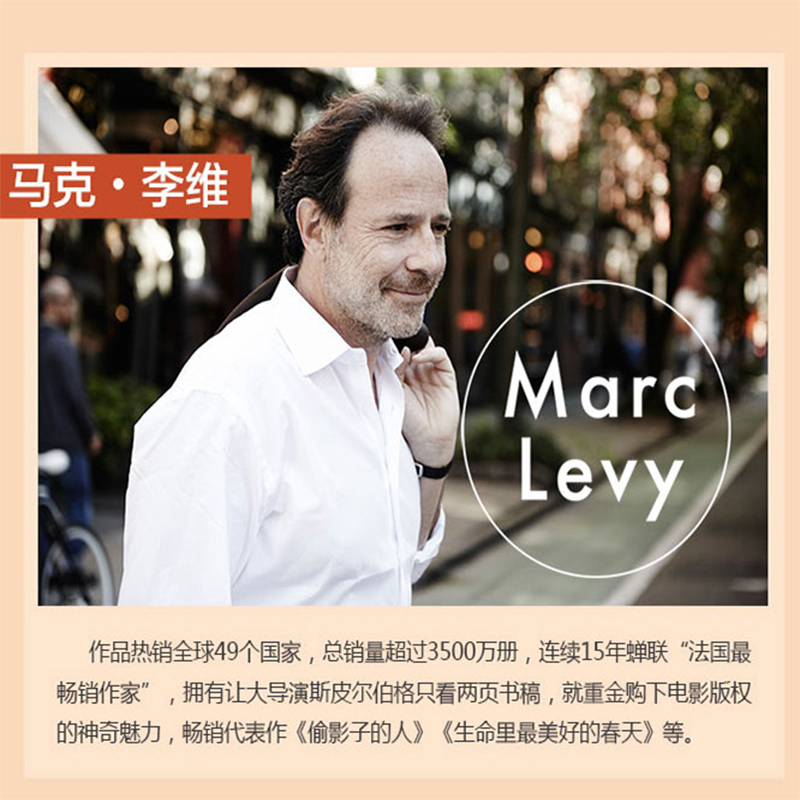 马克·李维
Marc
Levy
作品热销全球49个国家，总销量超过3500万册，连续15年蝉联“法国最
畅销作家”，拥有让大导演斯皮尔伯格只看两页书稿，就重金购下电影版权
的神奇魅力，畅销代表作《偷影子的人》《生命里最美好的春天》等。